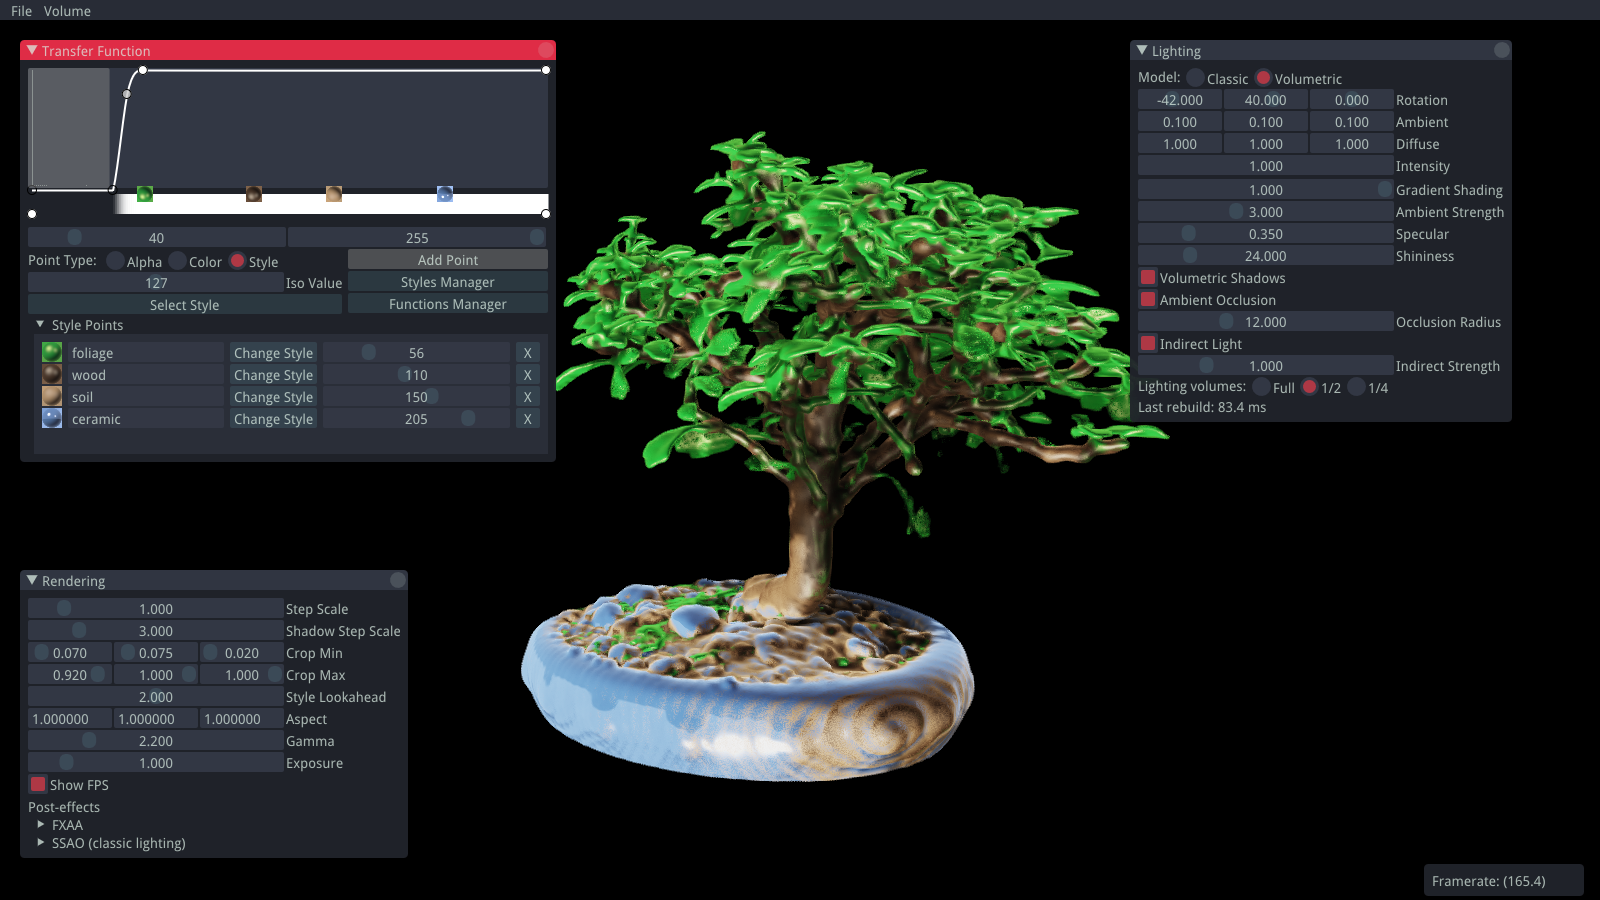 File Volume
Transfer Function
40 255
Point Type: Alpha Color Style Add Point
127 Iso Value Styles Manager
Select Style Functions Manager
Style Points
foliage Change Style 56 X
wood Change Style 110 X
soil Change Style 150 X
ceramic Change Style 205 X
Lighting
Model: Classic Volumetric
-42.000 40.000 0.000 Rotation
0.100 0.100 0.100 Ambient
1.000 1.000 1.000 Diffuse
1.000 Intensity
1.000 Gradient Shading
3.000 Ambient Strength
0.350 Specular
24.000 Shininess
Volumetric Shadows
Ambient Occlusion
12.000 Occlusion Radius
Indirect Light
1.000 Indirect Strength
Lighting volumes: Full 1/2 1/4
Last rebuild: 83.4 ms
Rendering
1.000 Step Scale
3.000 Shadow Step Scale
0.070 0.075 0.020 Crop Min
0.920 1.000 1.000 Crop Max
2.000 Style Lookahead
1.000000 1.000000 1.000000 Aspect
2.200 Gamma
1.000 Exposure
Show FPS
Post-effects
FXAA
SSAO (classic lighting)
Framerate: (165.4)